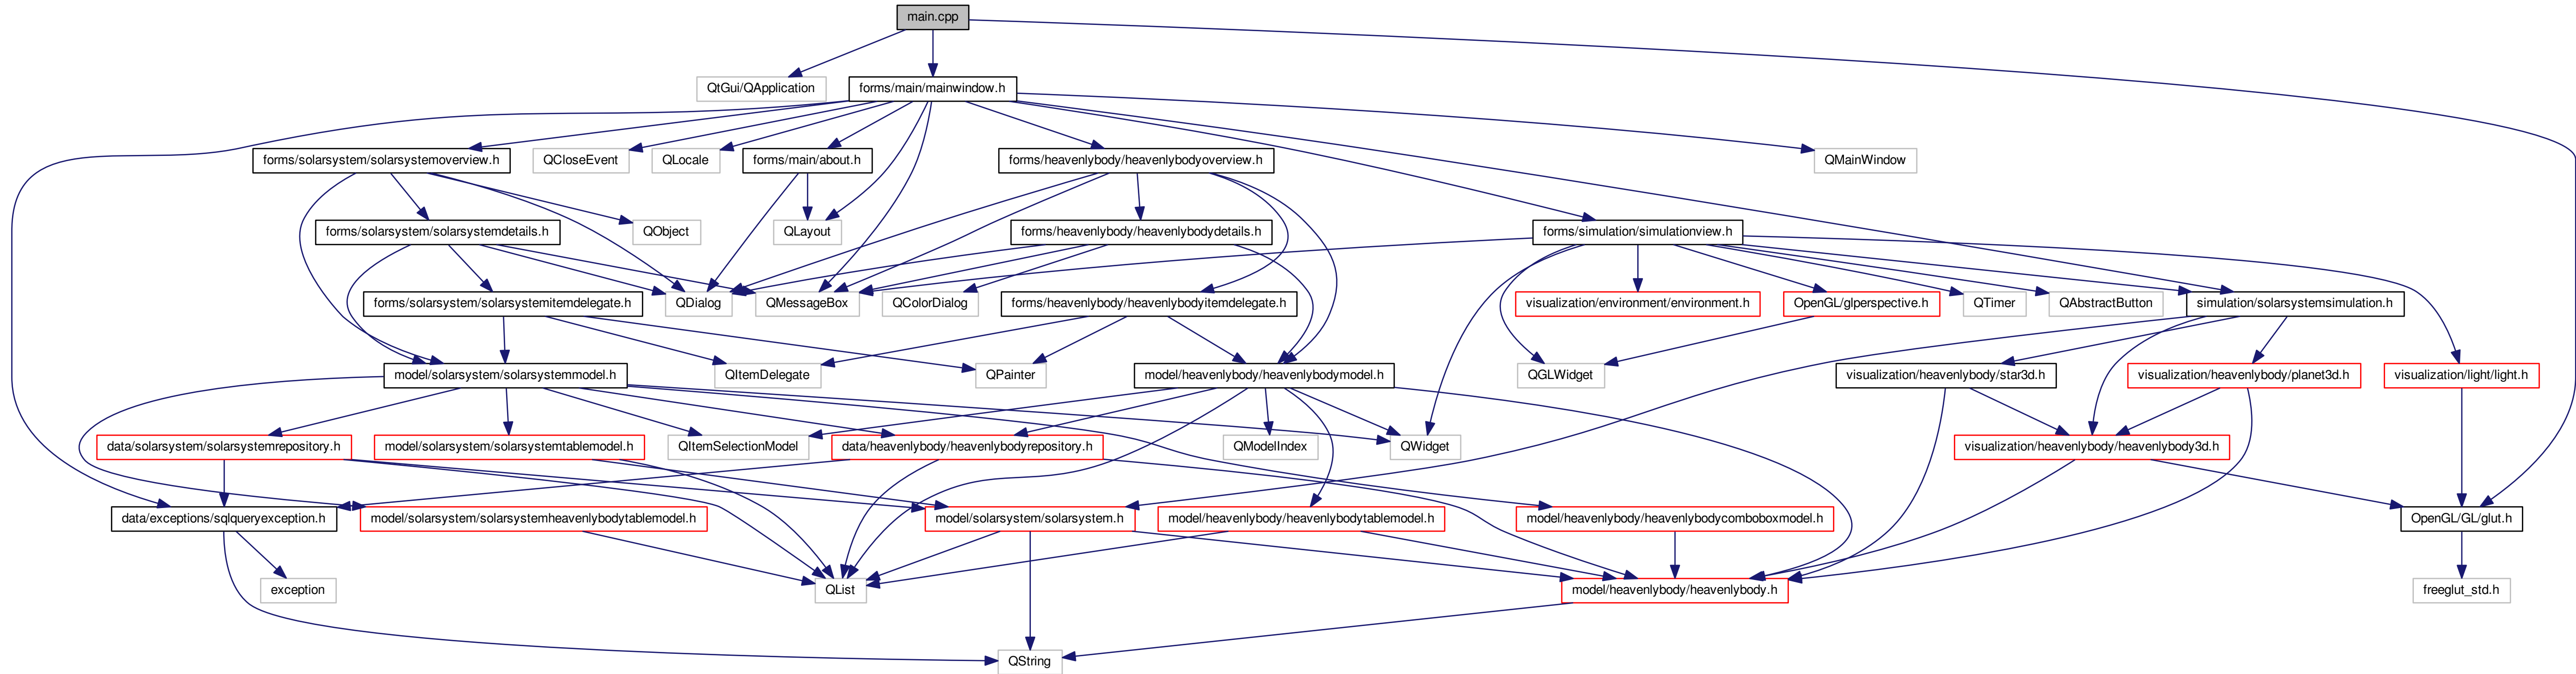 main.cpp
QtGui/QApplication
forms/main/mainwindow.h
forms/solarsystem/solarsystemoverview.h
QCloseEvent
QLocale
forms/main/about.h
forms/heavenlybody/heavenlybodyoverview.h
QMainWindow
forms/solarsystem/solarsystemdetails.h
QObject
QLayout
forms/heavenlybody/heavenlybodydetails.h
forms/simulation/simulationview.h
forms/solarsystem/solarsystemitemdelegate.h
QDialog
QMessageBox
QColorDialog
forms/heavenlybody/heavenlybodyitemdelegate.h
visualization/environment/environment.h
OpenGL/glperspective.h
QTimer
QAbstractButton
simulation/solarsystemsimulation.h
model/solarsystem/solarsystemmodel.h
QItemDelegate
QPainter
model/heavenlybody/heavenlybodymodel.h
QGLWidget
visualization/heavenlybody/star3d.h
visualization/heavenlybody/planet3d.h
visualization/light/light.h
data/solarsystem/solarsystemrepository.h
model/solarsystem/solarsystemtablemodel.h
QItemSelectionModel
data/heavenlybody/heavenlybodyrepository.h
QModelIndex
QWidget
visualization/heavenlybody/heavenlybody3d.h
data/exceptions/sqlqueryexception.h
model/solarsystem/solarsystemheavenlybodytablemodel.h
model/solarsystem/solarsystem.h
model/heavenlybody/heavenlybodytablemodel.h
model/heavenlybody/heavenlybodycomboboxmodel.h
OpenGL/GL/glut.h
exception
QList
model/heavenlybody/heavenlybody.h
freeglut_std.h
QString